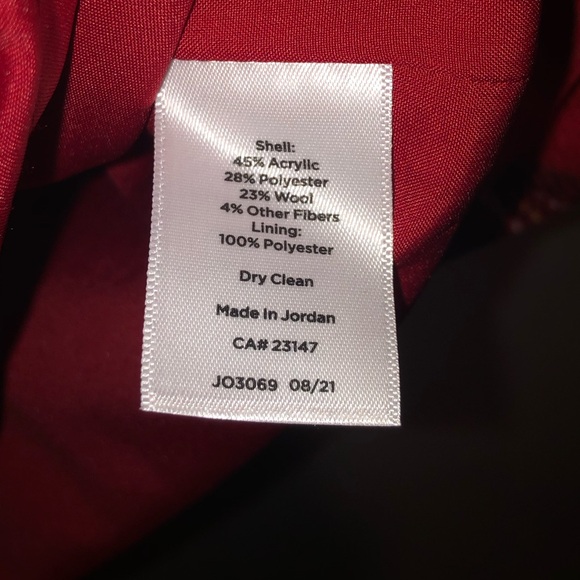 Shell:
45% Acrylic
28% Polyester
23% Wool
4% Other Fibers
Lining:
100% Polyester
Dry Clean
Made in Jordan
CA# 23147
JO3069 08/21